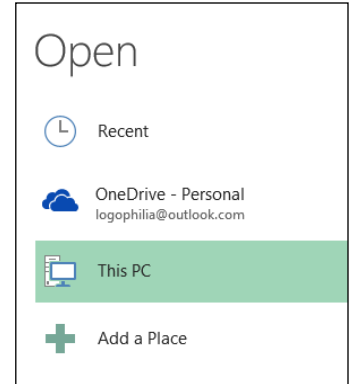 Open
Recent
OneDrive - Personal
logophilia@outlook.com
This PC
Add a Place